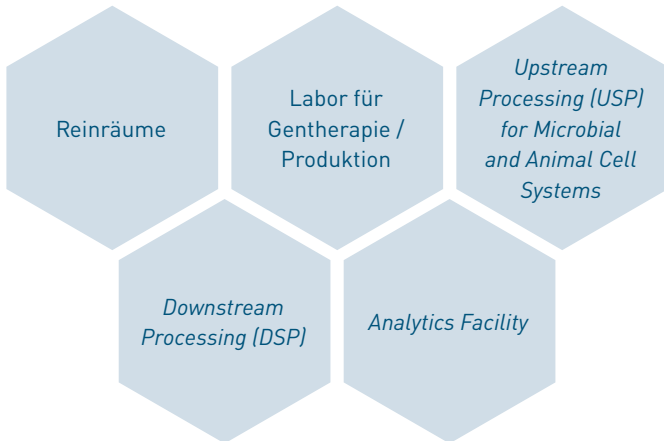 Reinräume
Labor für
Gentherapie /
Produktion
Upstream
Processing (USP)
for Microbial
and Animal Cell
Systems
Downstream
Processing (DSP)
Analytics Facility